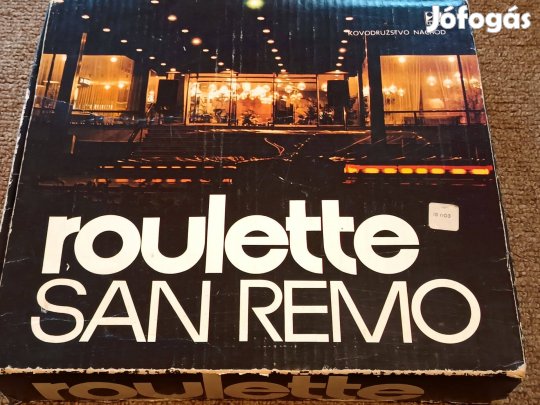 Jófogás
KOVODRUŽSTVO NÁCHOD
roulette
SAN REMO
roulette